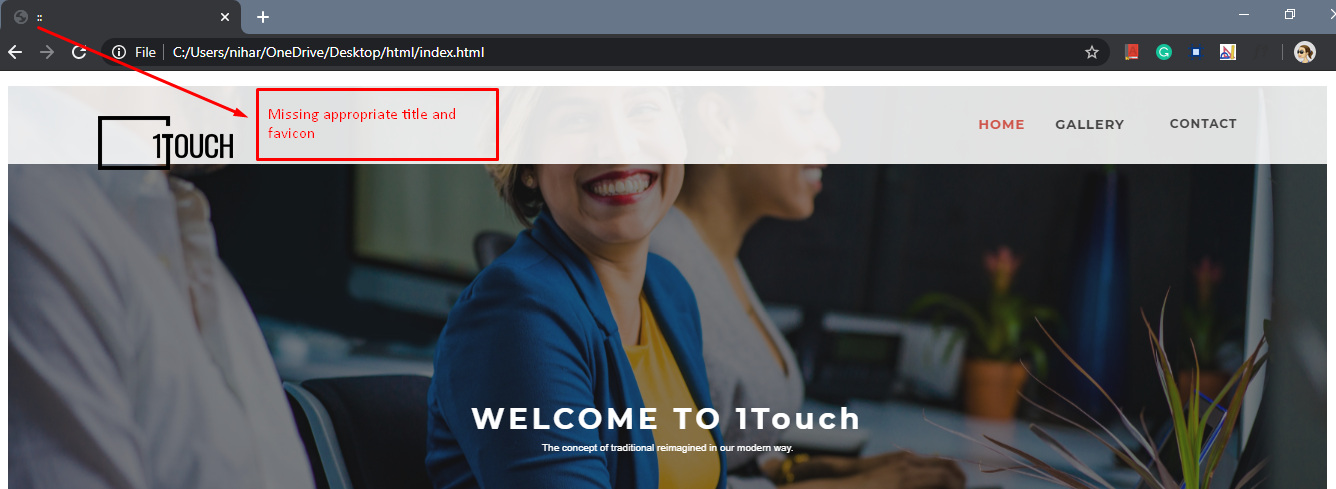 ::
File C:/Users/nihar/OneDrive/Desktop/html/index.html
Missing appropriate title and
favicon
1TOUCH
HOME GALLERY CONTACT
WELCOME TO 1Touch
The concept of traditional reimagined in our modern way.